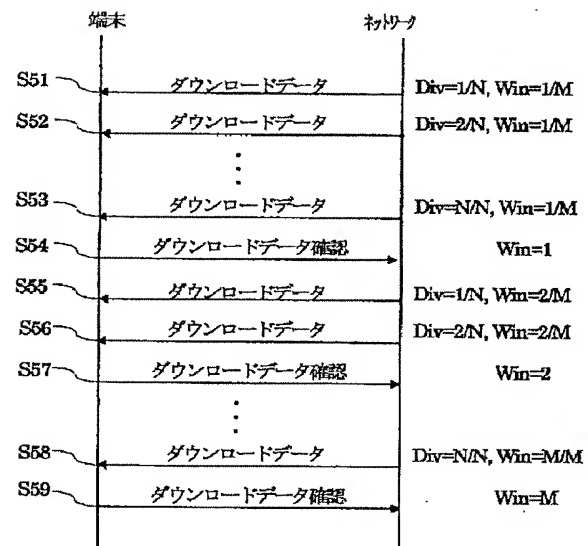 端末 ネットワーク
S51 ダウンロードデータ Div=1/N, Win=1/M
S52 ダウンロードデータ Div=2/N, Win=1/M
S53 ダウンロードデータ Div=N/N, Win=1/M
S54 ダウンロードデータ確認 Win=1
S55 ダウンロードデータ Div=1/N, Win=2/M
S56 ダウンロードデータ Div=2/N, Win=2/M
S57 ダウンロードデータ確認 Win=2
S58 ダウンロードデータ Div=N/N, Win=M/M
S59 ダウンロードデータ確認 Win=M